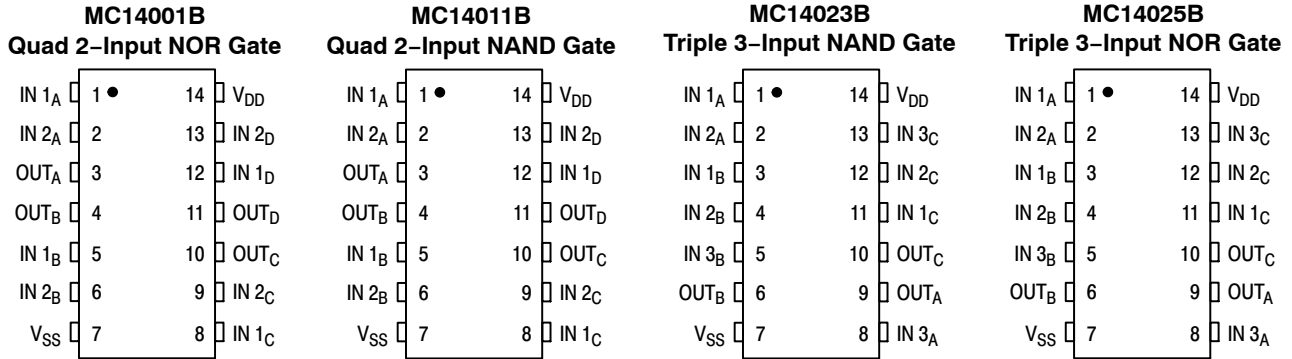 MC14001B
Quad 2−Input NOR Gate
IN 1A 1 14 VDD
IN 2A 2 13 IN 2D
OUTA 3 12 IN 1D
OUTB 4 11 OUTD
IN 1B 5 10 OUTC
IN 2B 6 9 IN 2C
VSS 7 8 IN 1C
MC14011B
Quad 2−Input NAND Gate
IN 1A 1 14 VDD
IN 2A 2 13 IN 2D
OUTA 3 12 IN 1D
OUTB 4 11 OUTD
IN 1B 5 10 OUTC
IN 2B 6 9 IN 2C
VSS 7 8 IN 1C
MC14023B
Triple 3−Input NAND Gate
IN 1A 1 14 VDD
IN 2A 2 13 IN 3C
IN 1B 3 12 IN 2C
IN 2B 4 11 IN 1C
IN 3B 5 10 OUTC
OUTB 6 9 OUTA
VSS 7 8 IN 3A
MC14025B
Triple 3−Input NOR Gate
IN 1A 1 14 VDD
IN 2A 2 13 IN 3C
IN 1B 3 12 IN 2C
IN 2B 4 11 IN 1C
IN 3B 5 10 OUTC
OUTB 6 9 OUTA
VSS 7 8 IN 3A